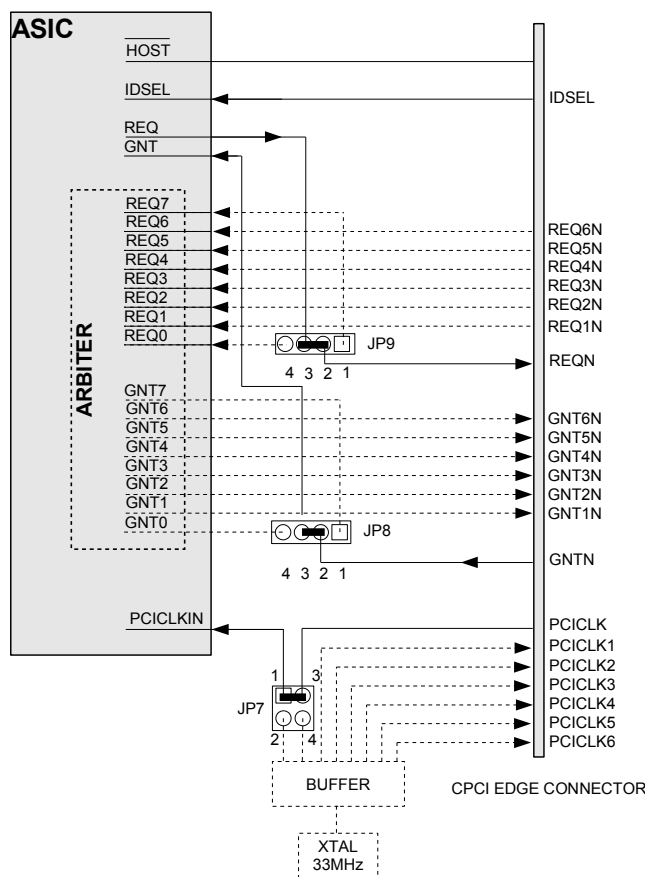 ASIC
HOST
IDSEL
IDSEL
REQ
GNT
REQ7
REQ6
REQ5
REQ4
REQ3
REQ2
REQ1
REQ0
REQ6N
REQ5N
REQ4N
REQ3N
REQ2N
REQ1N
REQN
JP9
4 3 2 1
ARBITER
GNT7
GNT6
GNT5
GNT4
GNT3
GNT2
GNT1
GNT0
GNT6N
GNT5N
GNT4N
GNT3N
GNT2N
GNT1N
GNTN
JP8
4 3 2 1
PCICLKIN
PCICLK
PCICLK1
PCICLK2
PCICLK3
PCICLK4
PCICLK5
PCICLK6
1 3
JP7
2 4
BUFFER
CPCI EDGE CONNECTOR
XTAL
33MHz